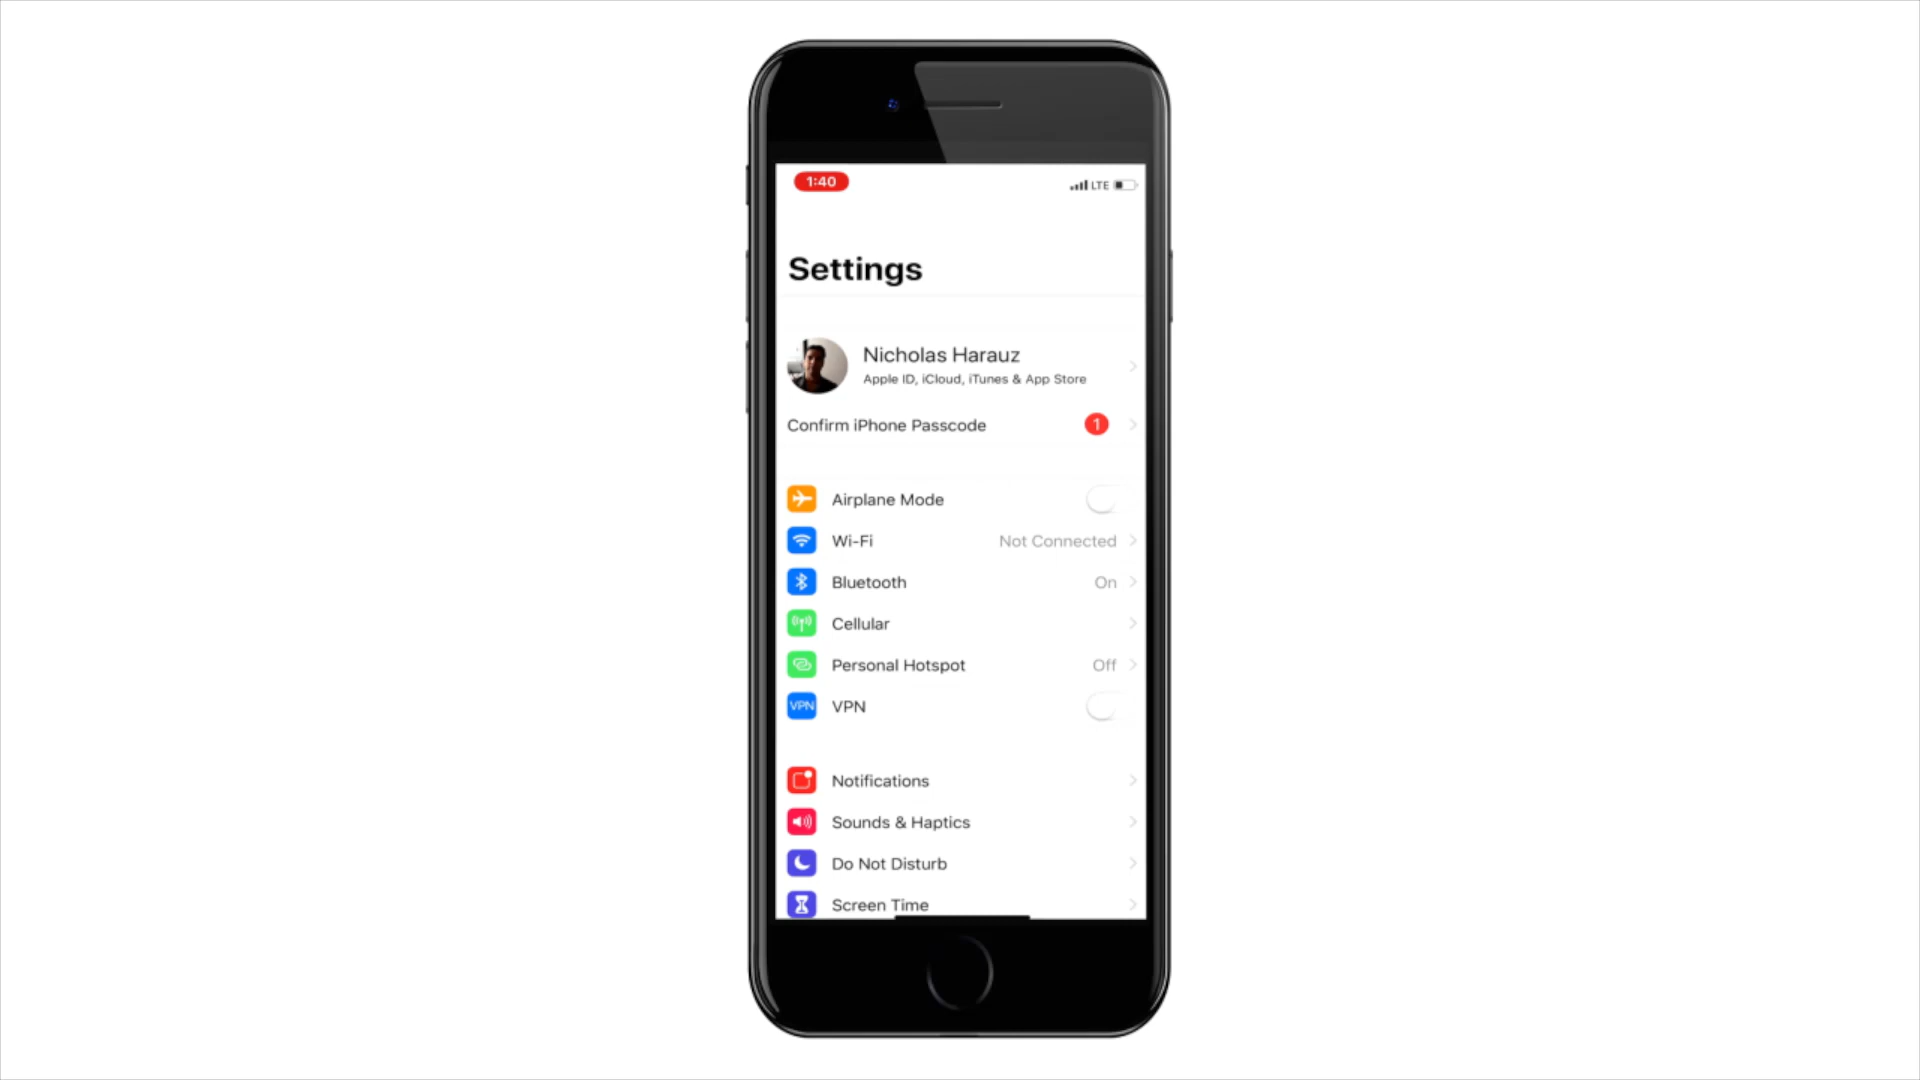 1:40
LTE
Settings
Nicholas Harauz
Apple ID, iCloud, iTunes & App Store
Confirm iPhone Passcode 1
Airplane Mode
Wi-Fi Not Connected
Bluetooth On
Cellular
Personal Hotspot Off
VPN VPN
Notifications
Sounds & Haptics
Do Not Disturb
Screen Time